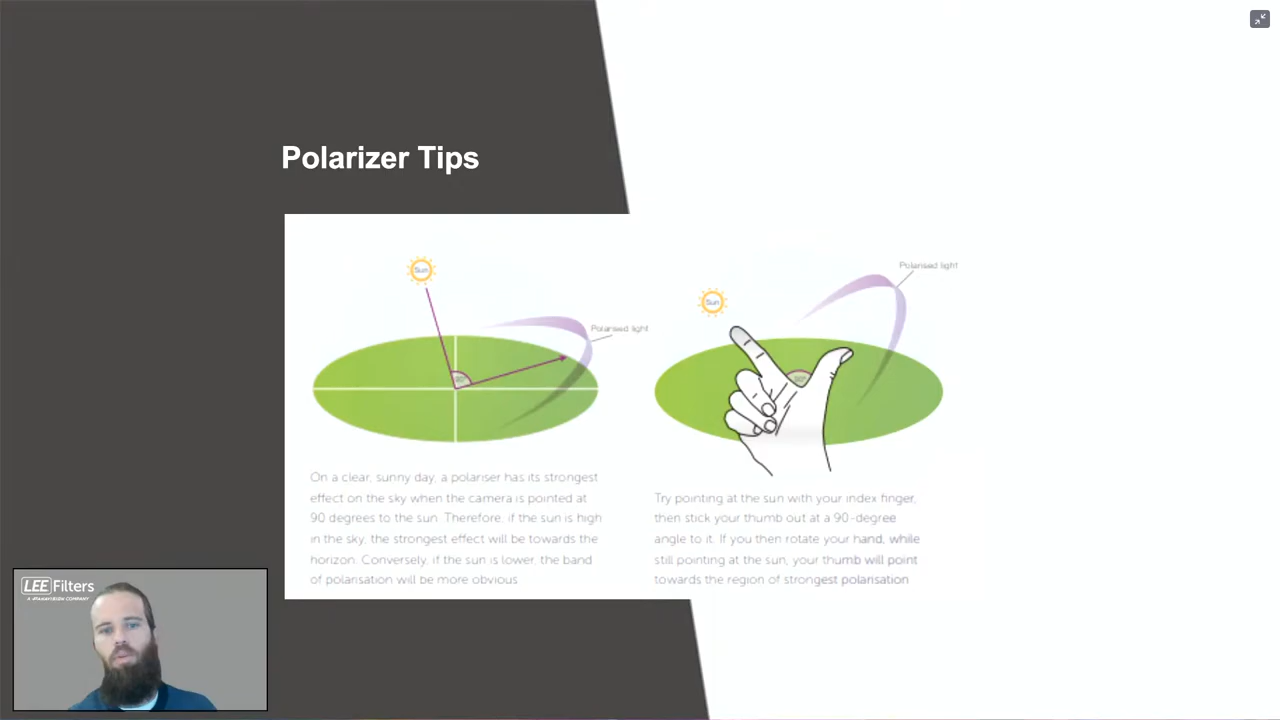 Polarizer Tips
Sun
Polarised light
90°
On a clear, sunny day, a polariser has its strongest
effect on the sky when the camera is pointed at
90 degrees to the sun. Therefore, if the sun is high
in the sky, the strongest effect will be towards the
horizon. Conversely, if the sun is lower, the band
of polarisation will be more obvious
Sun
Polarised light
90°
Try pointing at the sun with your index finger,
then stick your thumb out at a 90-degree
angle to it. If you then rotate your hand, while
still pointing at the sun, your thumb will point
towards the region of strongest polarisation
LEE Filters
A PANAVISION COMPANY